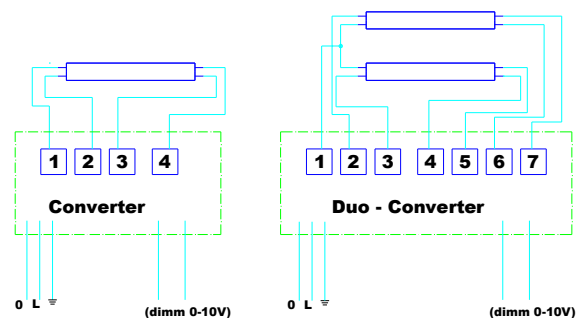 1 2 3 4
Converter
0 L
(dimm 0-10V)
1 2 3 4 5 6 7
Duo - Converter
0 L
(dimm 0-10V)